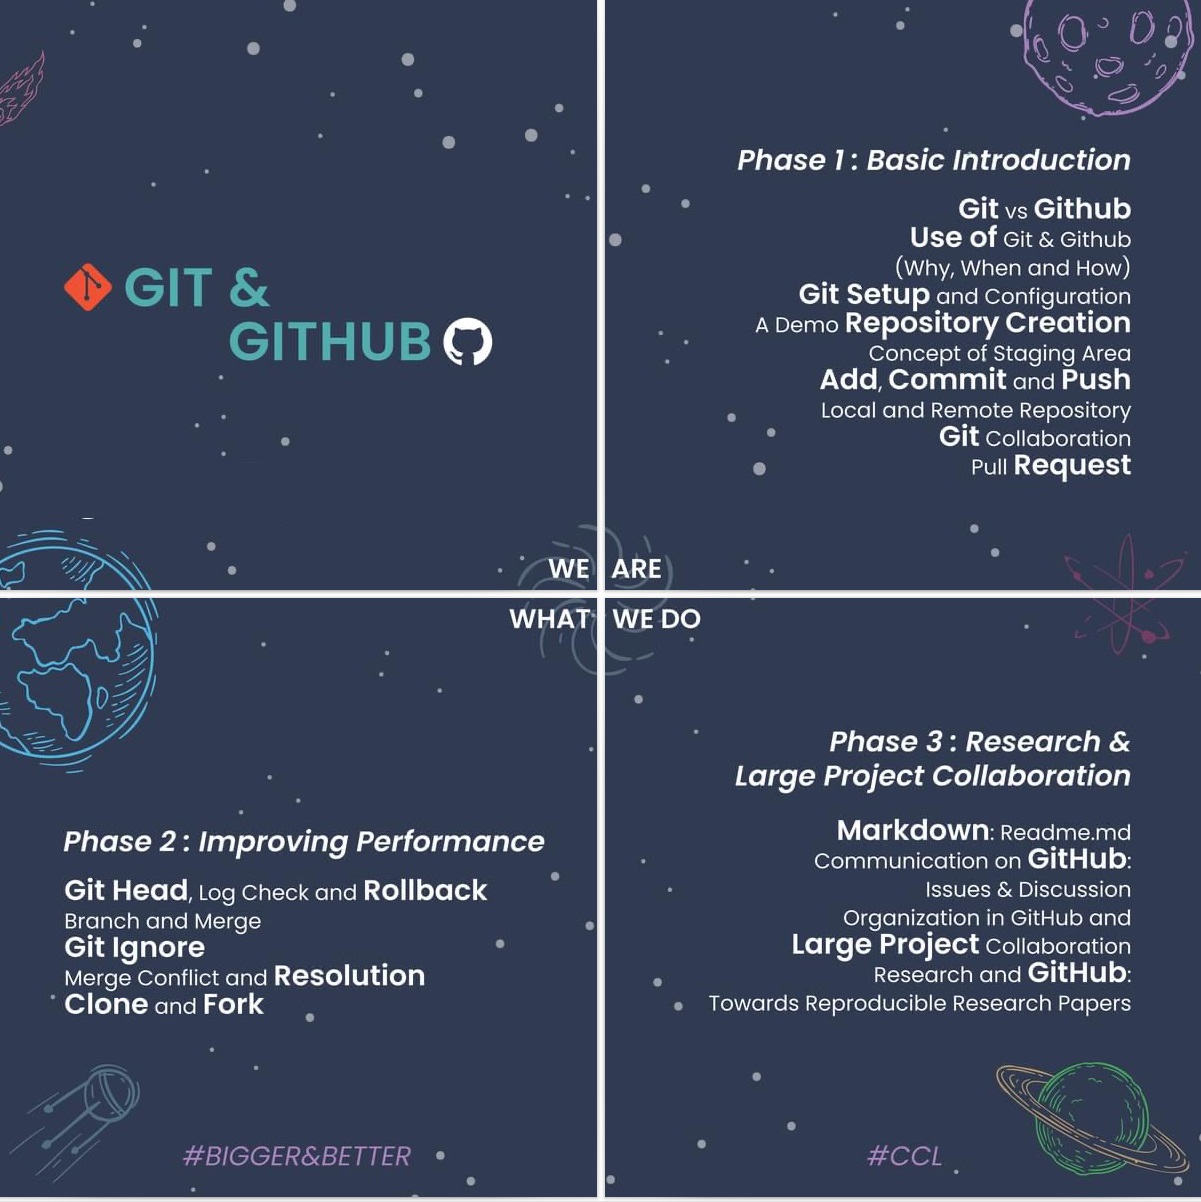 GIT &
GITHUB
Phase 1 : Basic Introduction
Git vs Github
Use of Git & Github
(Why, When and How)
Git Setup and Configuration
A Demo Repository Creation
Concept of Staging Area
Add, Commit and Push
Local and Remote Repository
Git Collaboration
Pull Request
WE ARE
WHAT WE DO
Phase 2 : Improving Performance
Git Head, Log Check and Rollback
Branch and Merge
Git Ignore
Merge Conflict and Resolution
Clone and Fork
#BIGGER&BETTER
Phase 3 : Research &
Large Project Collaboration
Markdown: Readme.md
Communication on GitHub:
Issues & Discussion
Organization in GitHub and
Large Project Collaboration
Research and GitHub:
Towards Reproducible Research Papers
#CCL